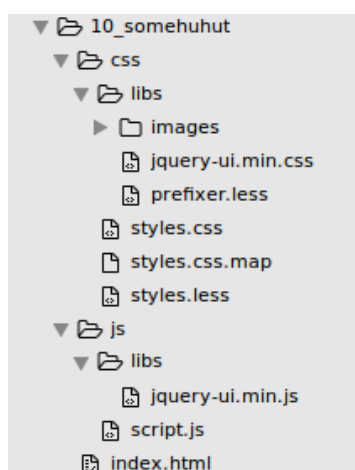 10_somehuhut
css
libs
images
jquery-ui.min.css
prefixer.less
styles.css
styles.css.map
styles.less
js
libs
jquery-ui.min.js
script.js
index.html